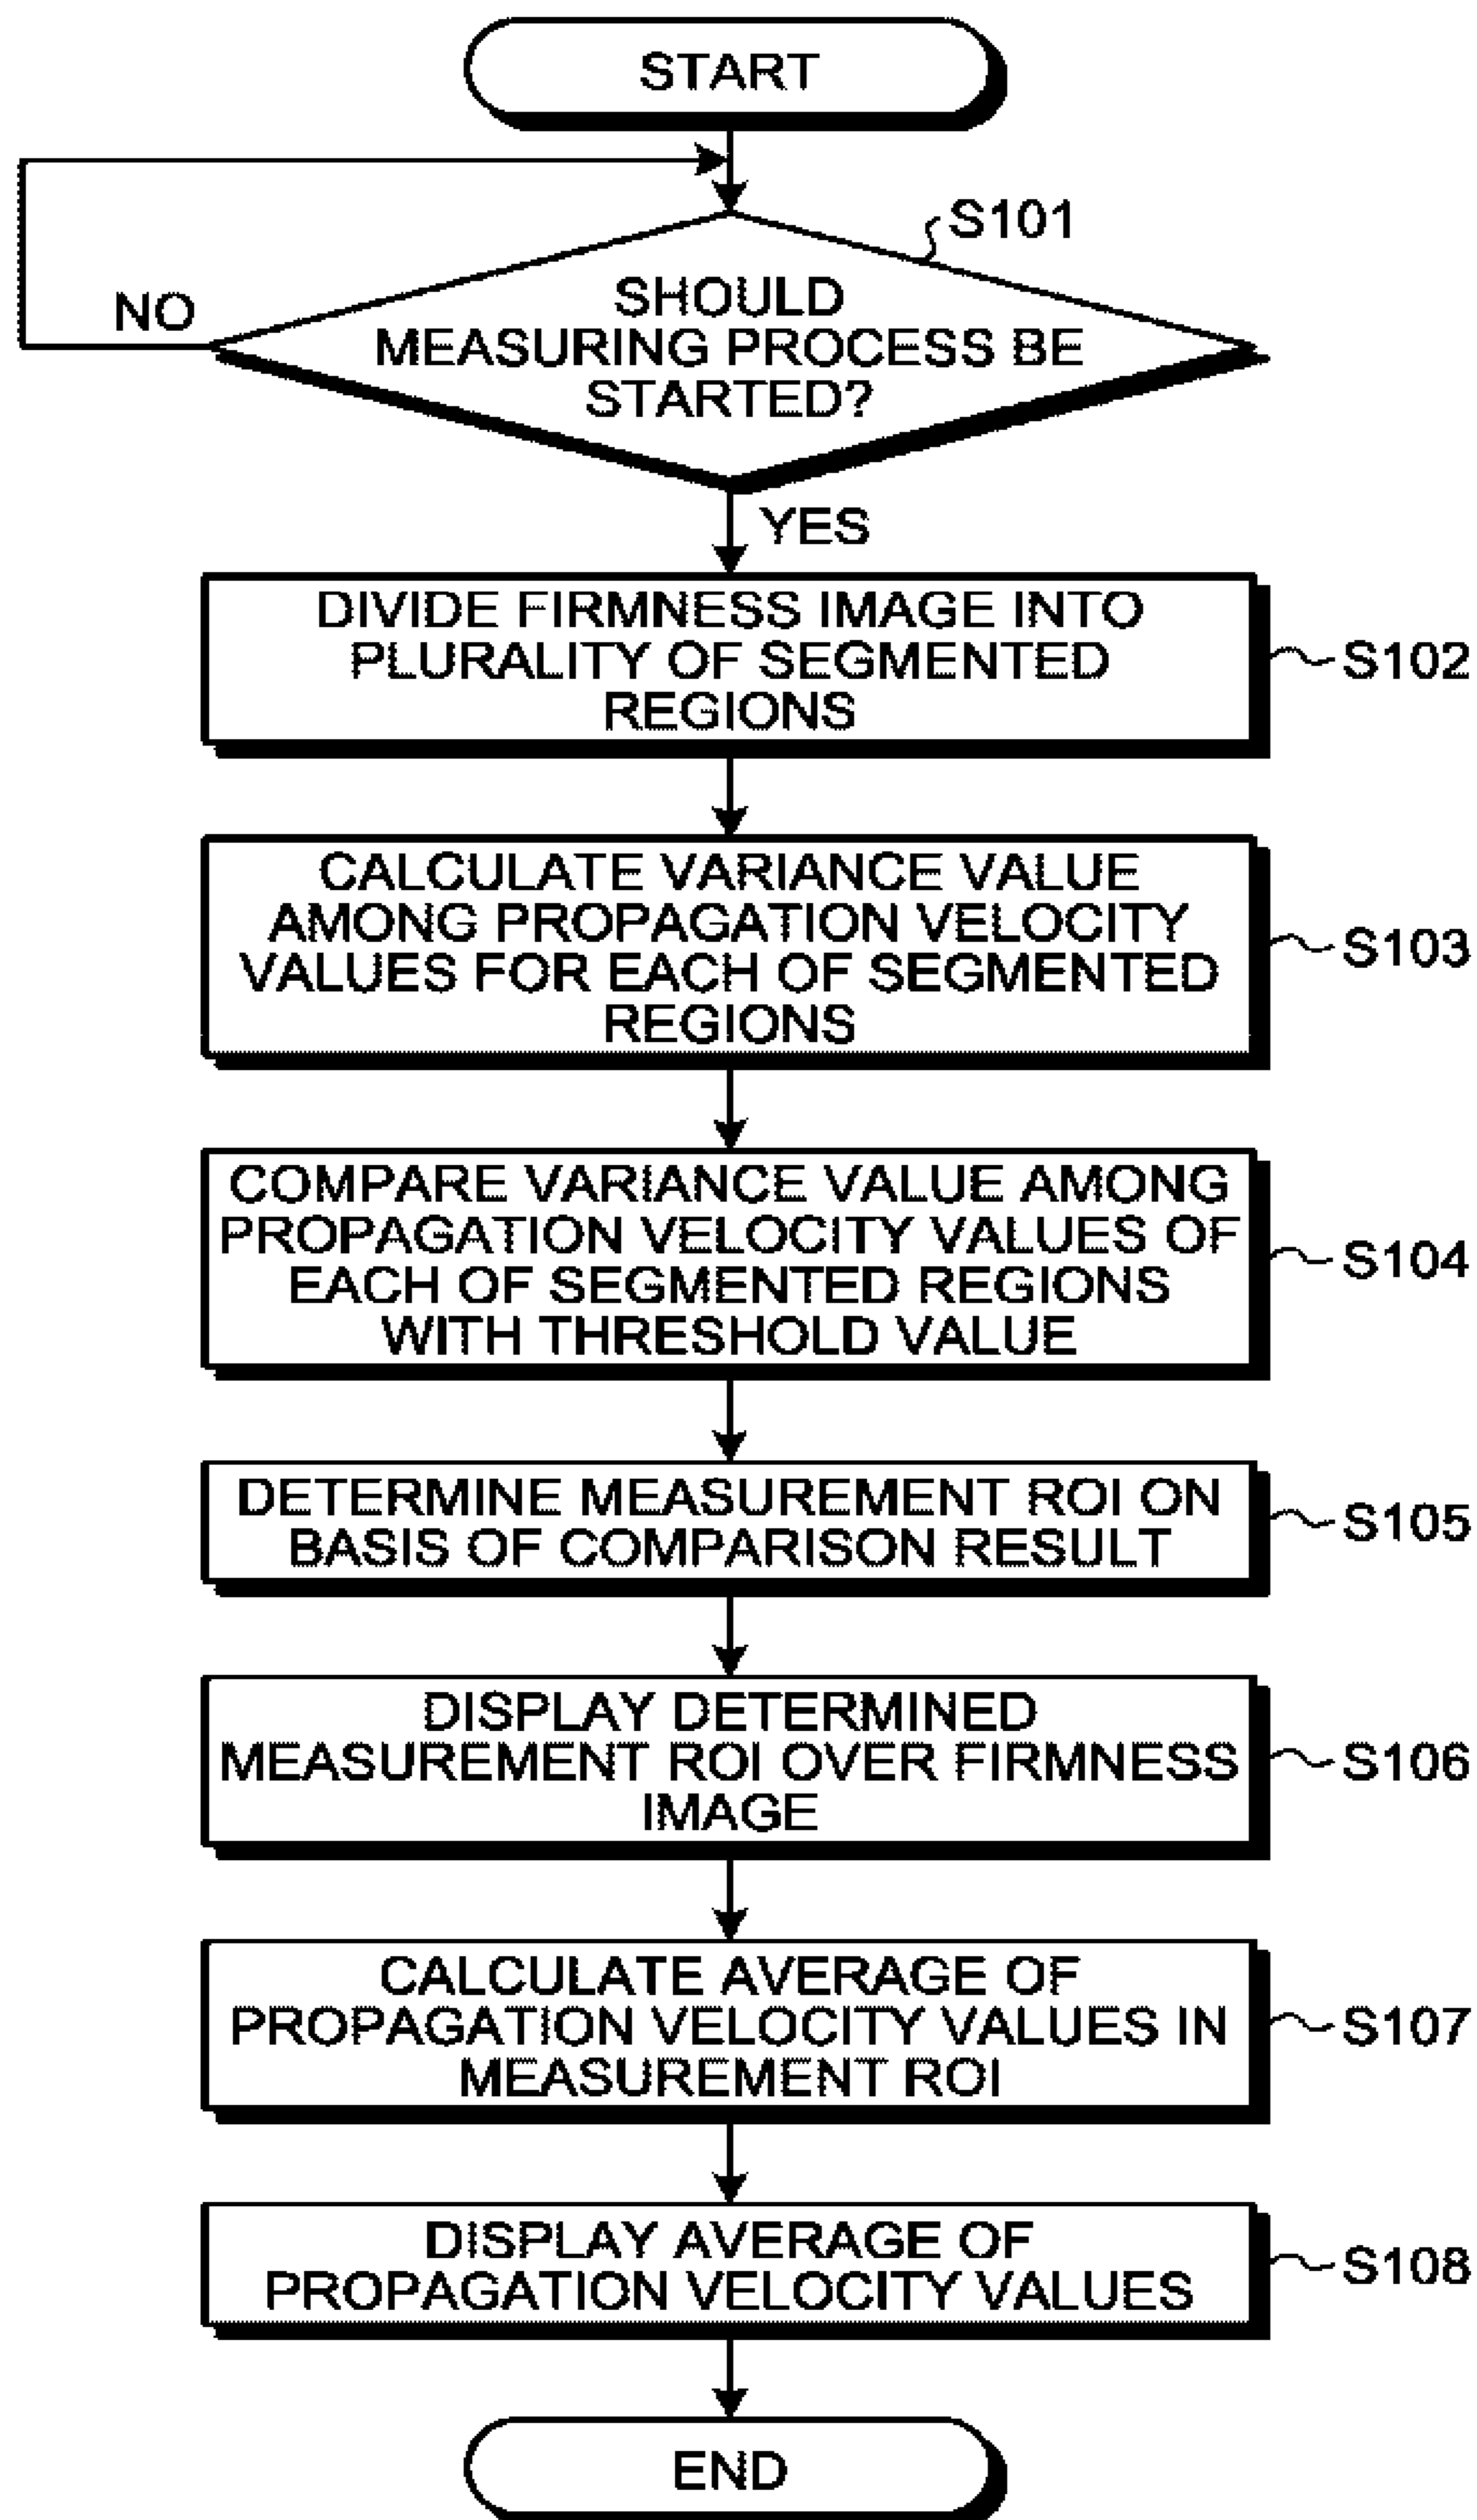 START
S101
SHOULD
MEASURING PROCESS BE
STARTED?
NO
YES
DIVIDE FIRMNESS IMAGE INTO
PLURALITY OF SEGMENTED
REGIONS
S102
CALCULATE VARIANCE VALUE
AMONG PROPAGATION VELOCITY
VALUES FOR EACH OF SEGMENTED
REGIONS
S103
COMPARE VARIANCE VALUE AMONG
PROPAGATION VELOCITY VALUES OF
EACH OF SEGMENTED REGIONS
WITH THRESHOLD VALUE
S104
DETERMINE MEASUREMENT ROI ON
BASIS OF COMPARISON RESULT
S105
DISPLAY DETERMINED
MEASUREMENT ROI OVER FIRMNESS
IMAGE
S106
CALCULATE AVERAGE OF
PROPAGATION VELOCITY VALUES IN
MEASUREMENT ROI
S107
DISPLAY AVERAGE OF
PROPAGATION VELOCITY VALUES
S108
END